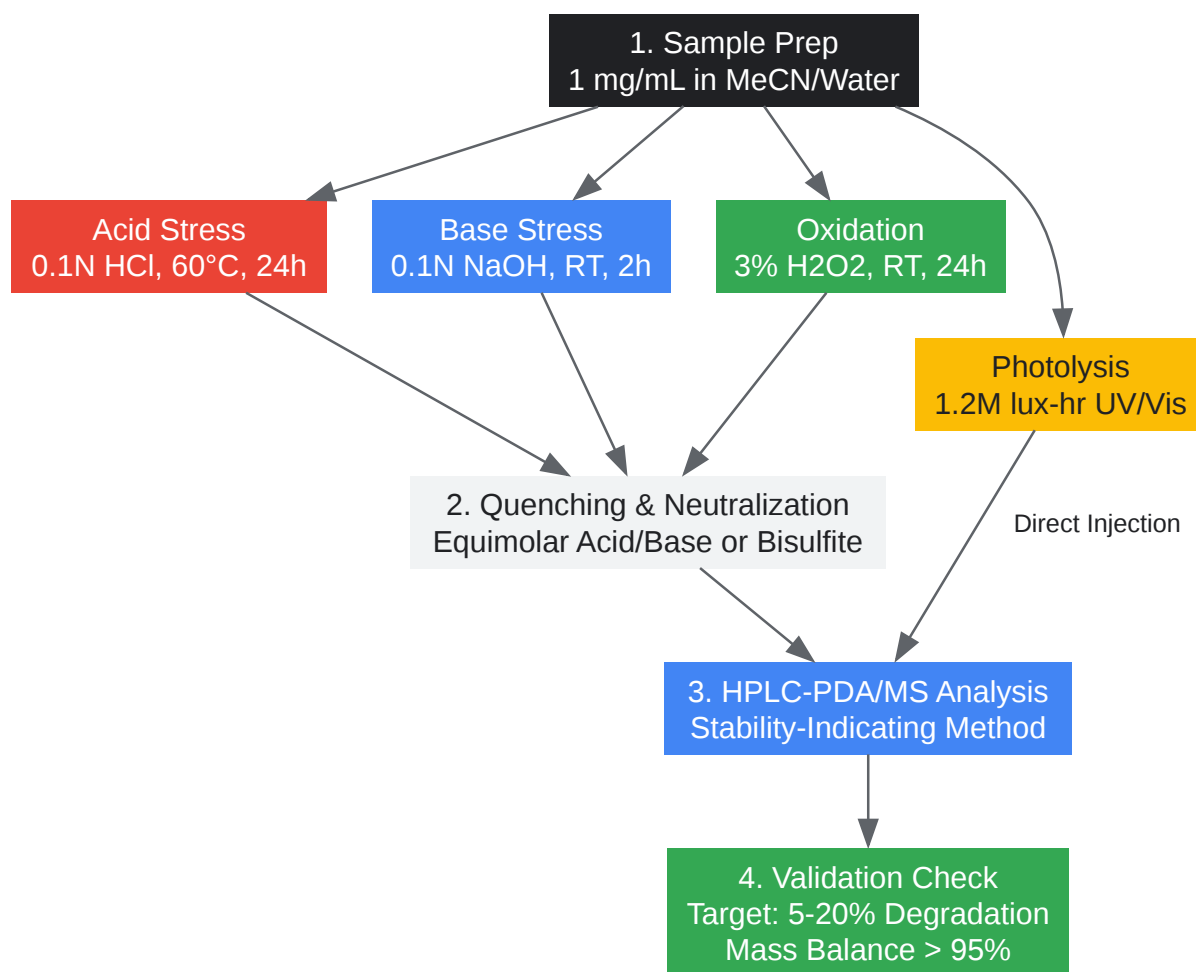 1. Sample Prep
1 mg/mL in MeCN/Water
Acid Stress
0.1N HCl, 60°C, 24h
Base Stress
0.1N NaOH, RT, 2h
Oxidation
3% H2O2, RT, 24h
Photolysis
1.2M lux-hr UV/Vis
2. Quenching & Neutralization
Equimolar Acid/Base or Bisulfite
Direct Injection
3. HPLC-PDA/MS Analysis
Stability-Indicating Method
4. Validation Check
Target: 5-20% Degradation
Mass Balance > 95%